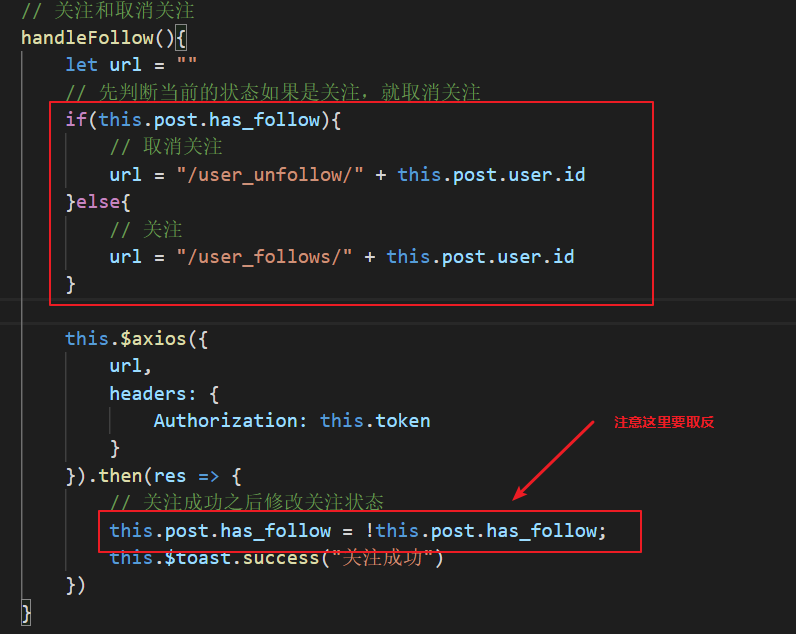 // 关注和取消关注
handleFollow(){
let url = ""
// 先判断当前的状态如果是关注，就取消关注
if(this.post.has_follow){
// 取消关注
url = "/user_unfollow/" + this.post.user.id
}else{
// 关注
url = "/user_follows/" + this.post.user.id
}
this.$axios({
url,
headers: {
Authorization: this.token
}
注意这里要取反
}).then(res => {
// 关注成功之后修改关注状态
this.post.has_follow = !this.post.has_follow;
this.$toast.success("关注成功")
})
}